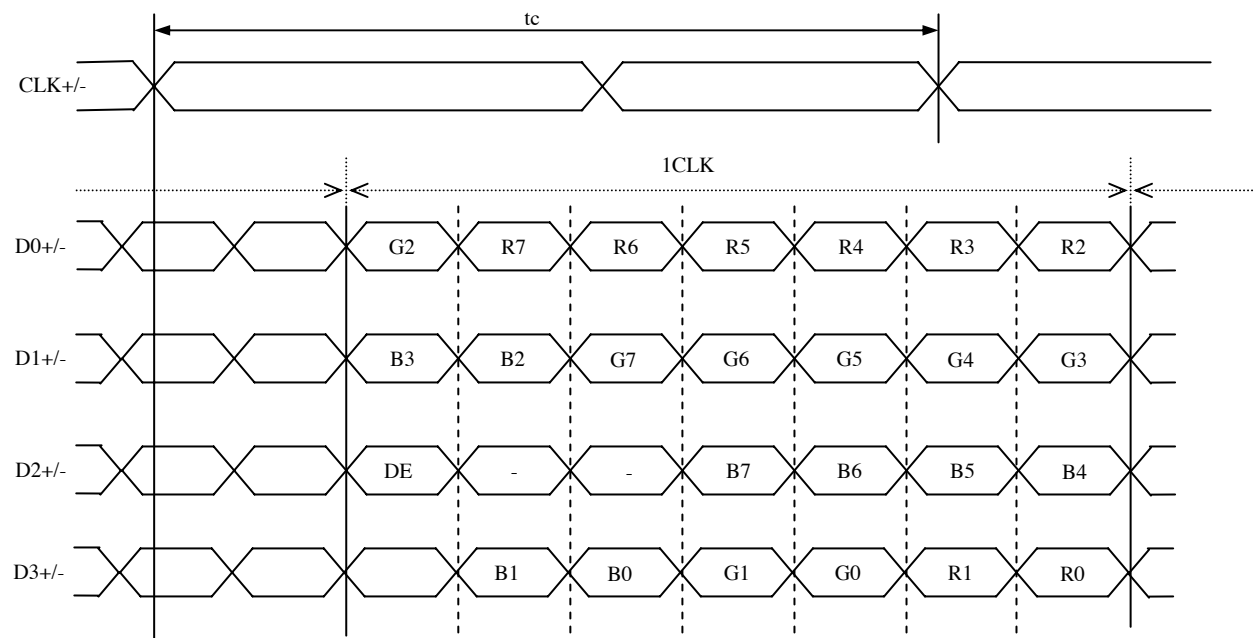 tc
CLK+/-
1CLK
D0+/- G2 R7 R6 R5 R4 R3 R2
D1+/- B3 B2 G7 G6 G5 G4 G3
D2+/- DE - - B7 B6 B5 B4
D3+/- B1 B0 G1 G0 R1 R0